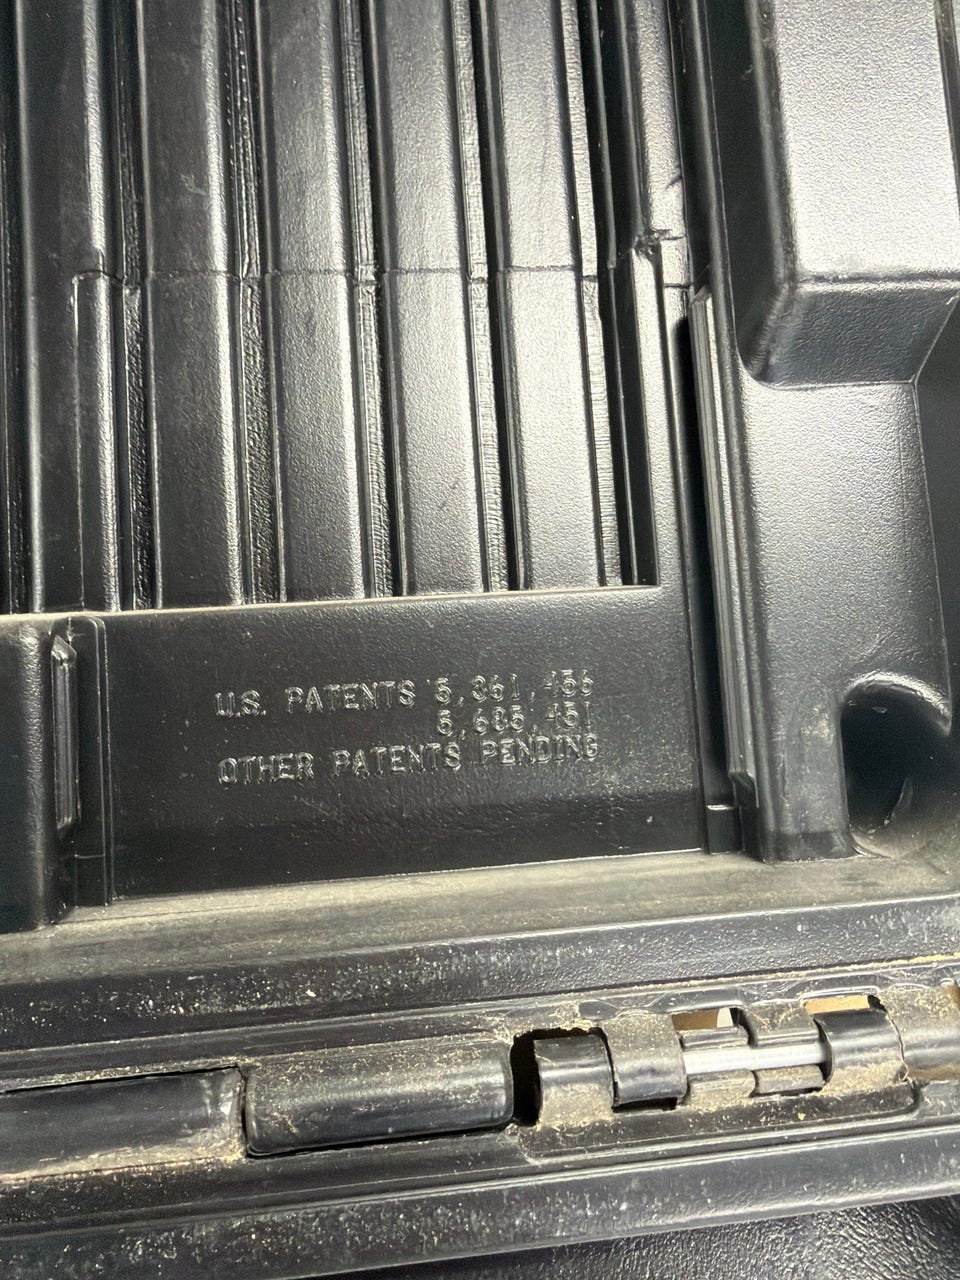 U.S. PATENTS 5,361,456
5,685,451
OTHER PATENTS PENDING